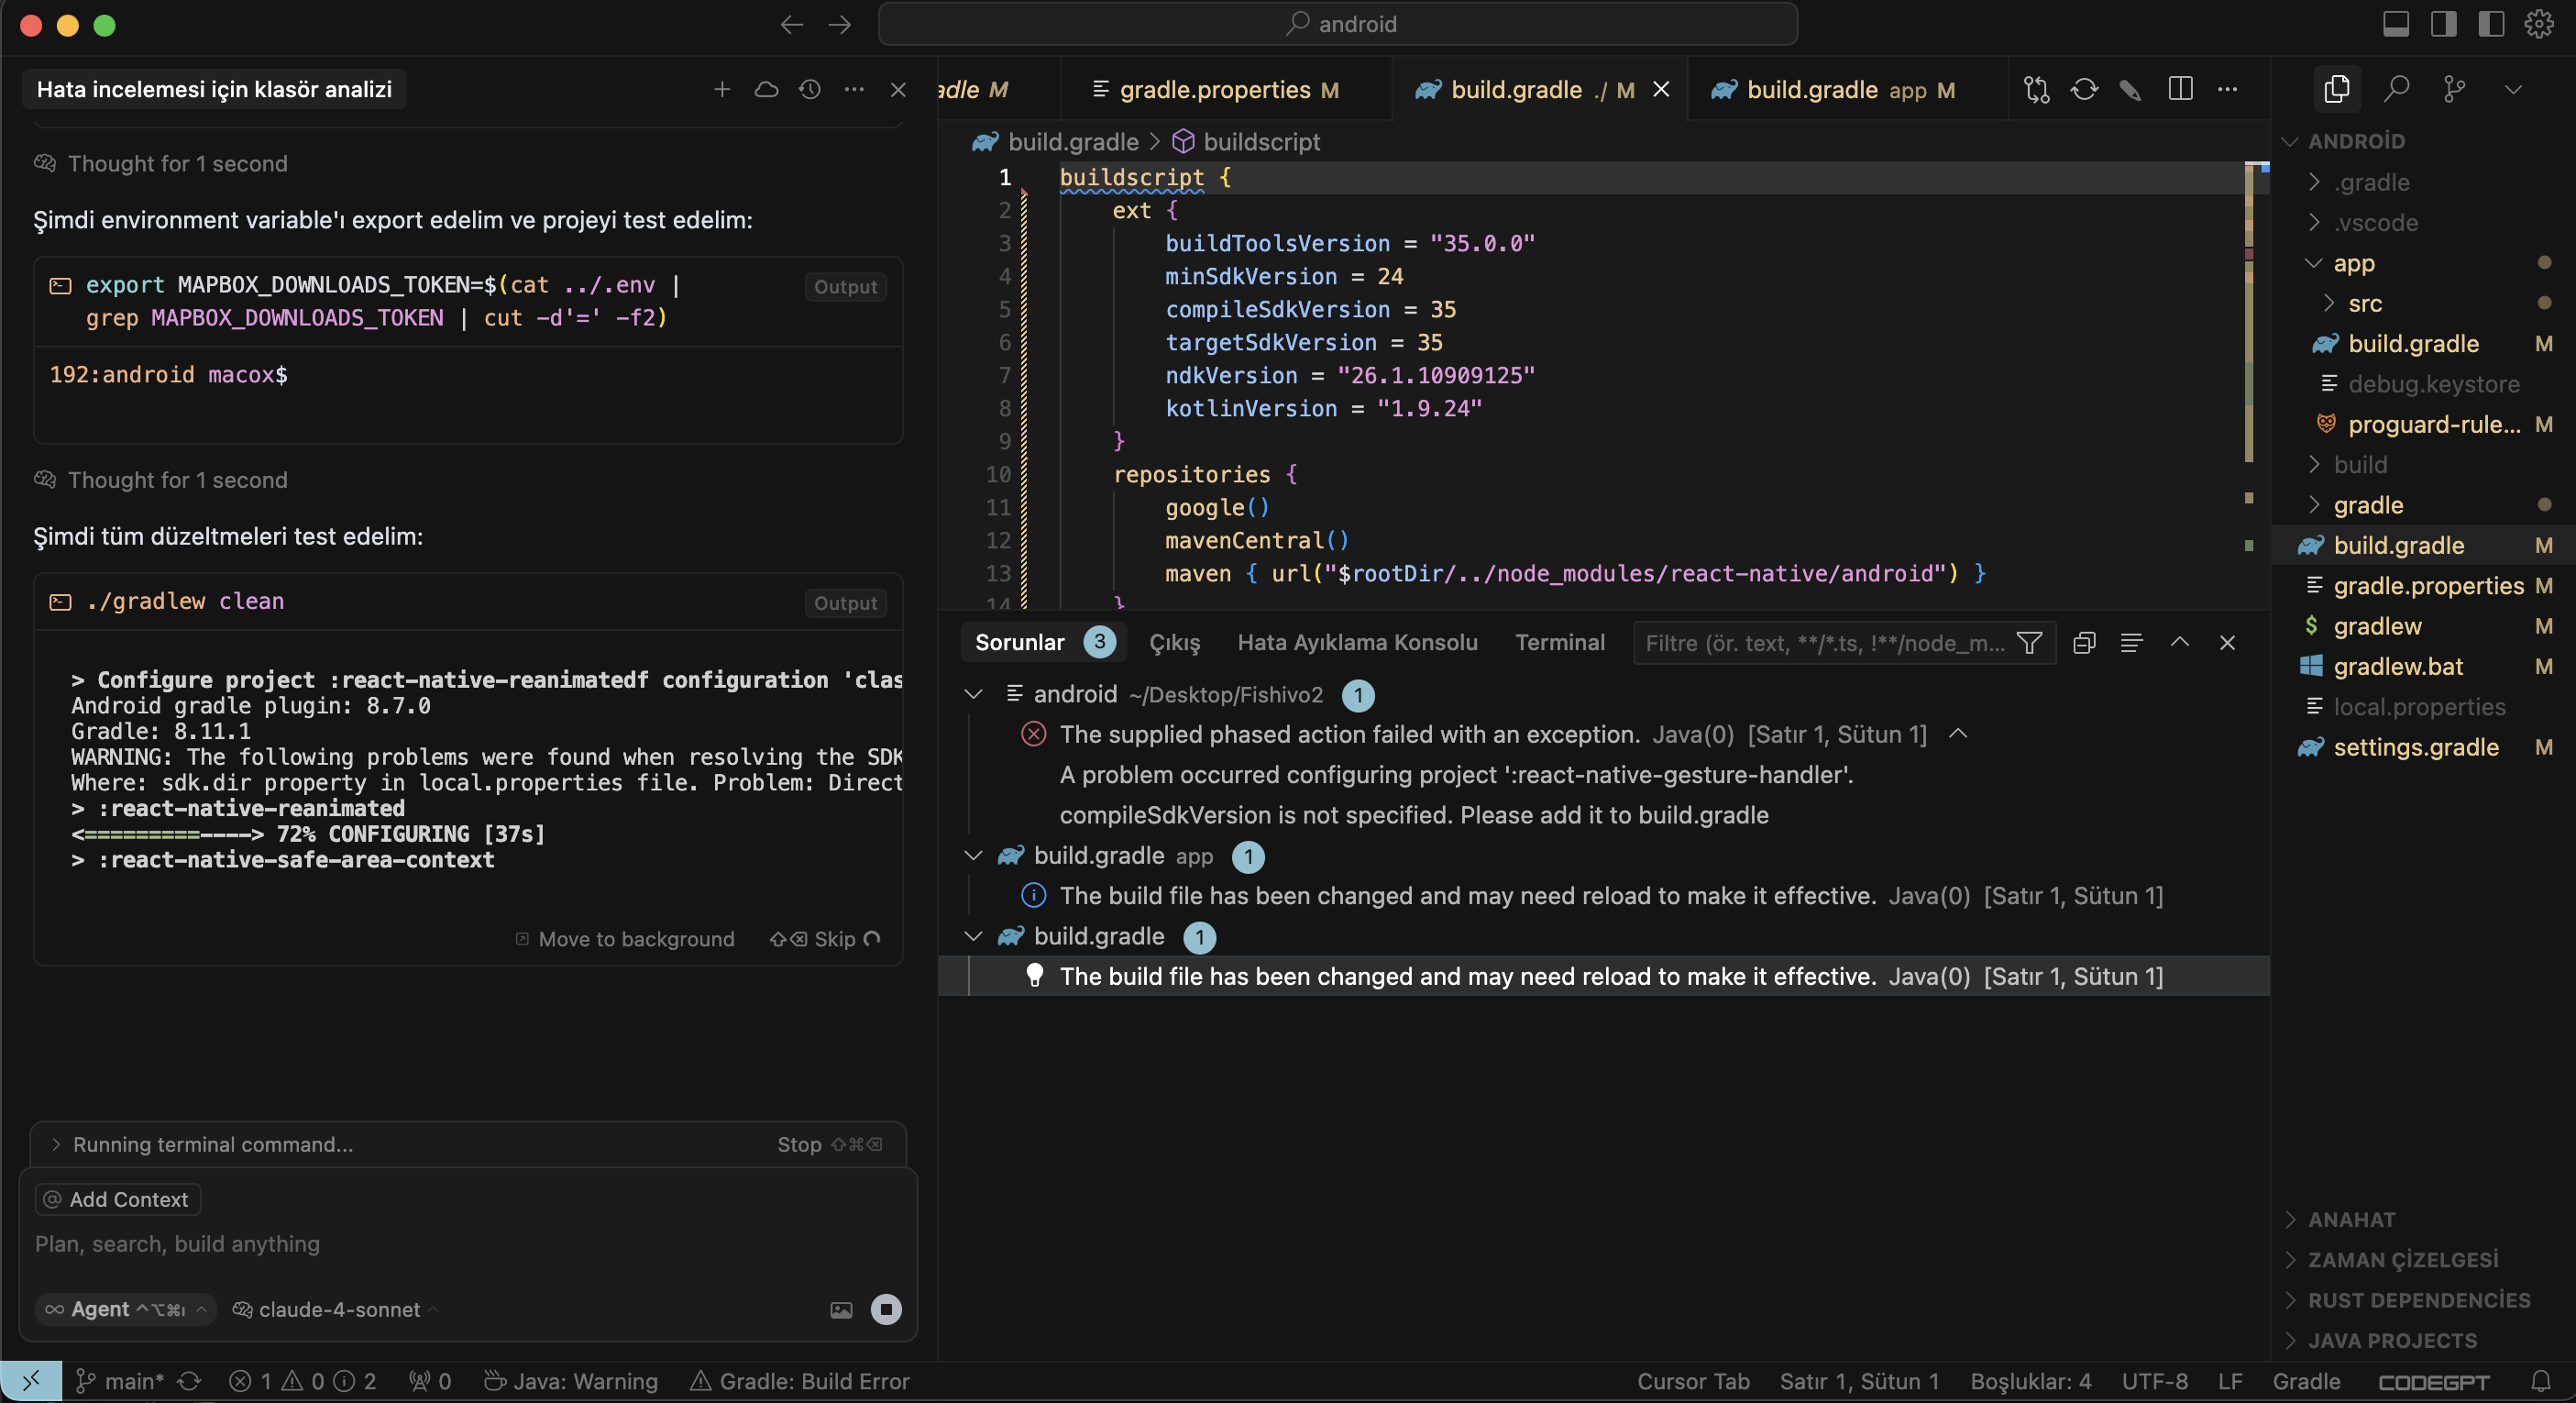 android
Hata incelemesi için klasör analizi
Thought for 1 second
Şimdi environment variable'ı export edelim ve projeyi test edelim:
export MAPBOX_DOWNLOADS_TOKEN=$(cat ../.env |
grep MAPBOX_DOWNLOADS_TOKEN | cut -d'=' -f2)
Output
192:android macox$
Thought for 1 second
Şimdi tüm düzeltmeleri test edelim:
./gradlew clean
Output
> Configure project :react-native-reanimatedf configuration 'clas
Android gradle plugin: 8.7.0
Gradle: 8.11.1
WARNING: The following problems were found when resolving the SDK
Where: sdk.dir property in local.properties file. Problem: Direct
> :react-native-reanimated
<=========----> 72% CONFIGURING [37s]
> :react-native-safe-area-context
Move to background
Skip
Running terminal command...
Stop
@ Add Context
Plan, search, build anything
Agent
claude-4-sonnet
adle M
gradle.properties M
build.gradle ./ M
build.gradle app M
build.gradle > buildscript
1 buildscript {
2 ext {
3 buildToolsVersion = "35.0.0"
4 minSdkVersion = 24
5 compileSdkVersion = 35
6 targetSdkVersion = 35
7 ndkVersion = "26.1.10909125"
8 kotlinVersion = "1.9.24"
9 }
10 repositories {
11 google()
12 mavenCentral()
13 maven { url("$rootDir/../node_modules/react-native/android") }
14 }
Sorunlar 3
Çıkış
Hata Ayıklama Konsolu
Terminal
Filtre (ör. text, **/*.ts, !**/node_m...
android ~/Desktop/Fishivo2 1
The supplied phased action failed with an exception. Java(0) [Satır 1, Sütun 1]
A problem occurred configuring project ':react-native-gesture-handler'.
compileSdkVersion is not specified. Please add it to build.gradle
build.gradle app 1
The build file has been changed and may need reload to make it effective. Java(0) [Satır 1, Sütun 1]
build.gradle 1
The build file has been changed and may need reload to make it effective. Java(0) [Satır 1, Sütun 1]
ANDROİD
.gradle
.vscode
app
src
build.gradle M
debug.keystore
proguard-rule... M
build
gradle
build.gradle M
gradle.properties M
gradlew M
gradlew.bat M
local.properties
settings.gradle M
ANAHAT
ZAMAN ÇİZELGESİ
RUST DEPENDENCİES
JAVA PROJECTS
main*
1
0
2
0
Java: Warning
Gradle: Build Error
Cursor Tab
Satır 1, Sütun 1
Boşluklar: 4
UTF-8
LF
Gradle
CODEGPT